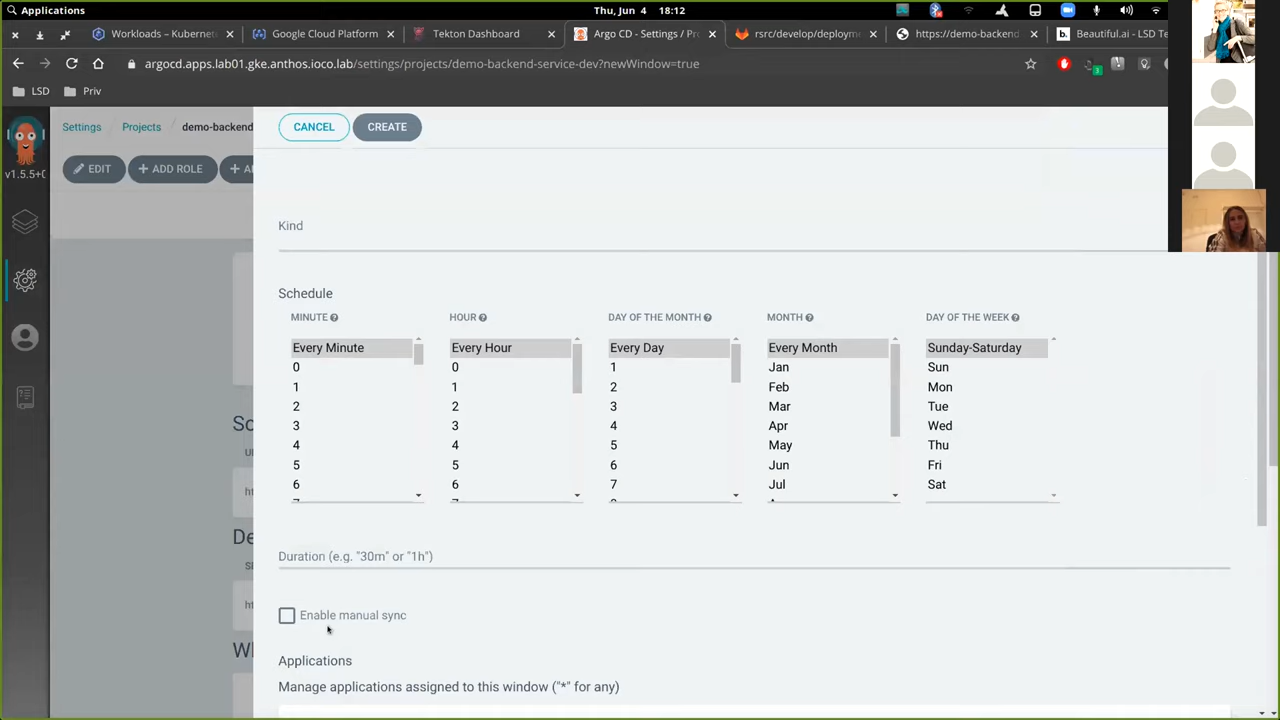 Applications
Thu, Jun 4 18:12
Workloads – Kubernet
Google Cloud Platform
Tekton Dashboard
Argo CD - Settings / Pro
rsrc/develop/deployme
https://demo-backend
b. Beautiful.ai - LSD Te
argocd.apps.lab01.gke.anthos.ioco.lab/settings/projects/demo-backend-service-dev?newWindow=true
3
LSD
Priv
Settings
Projects
demo-backend
CANCEL
CREATE
v1.5.5+0
EDIT
+ ADD ROLE
+ A
Kind
Schedule
MINUTE
HOUR
DAY OF THE MONTH
MONTH
DAY OF THE WEEK
Every Minute
Every Hour
Every Day
Every Month
Sunday-Saturday
0
0
1
Jan
Sun
1
1
2
Feb
Mon
2
2
3
Mar
Tue
3
3
4
Apr
Wed
4
4
5
May
Thu
5
5
6
Jun
Fri
6
6
7
Jul
Sat
Duration (e.g. "30m" or "1h")
Enable manual sync
Applications
Manage applications assigned to this window ("*" for any)